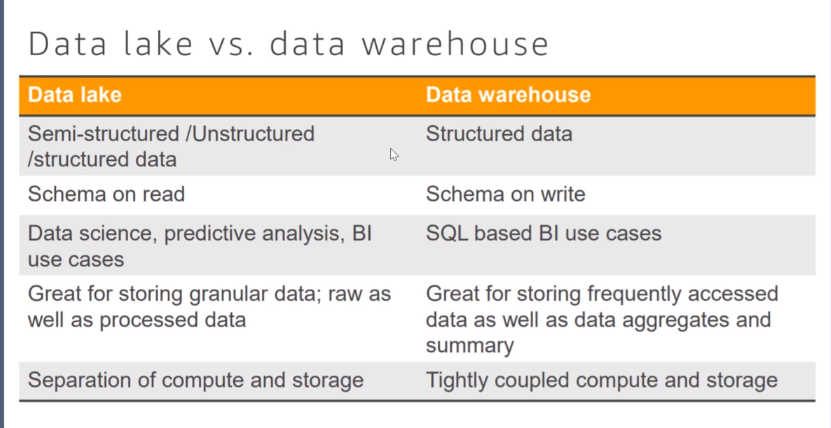 Data lake vs. data warehouse
Data lake
Data warehouse
Semi-structured /Unstructured
/structured data
Structured data
Schema on read
Schema on write
Data science, predictive analysis, BI
use cases
SQL based BI use cases
Great for storing granular data; raw as
well as processed data
Great for storing frequently accessed
data as well as data aggregates and
summary
Separation of compute and storage
Tightly coupled compute and storage